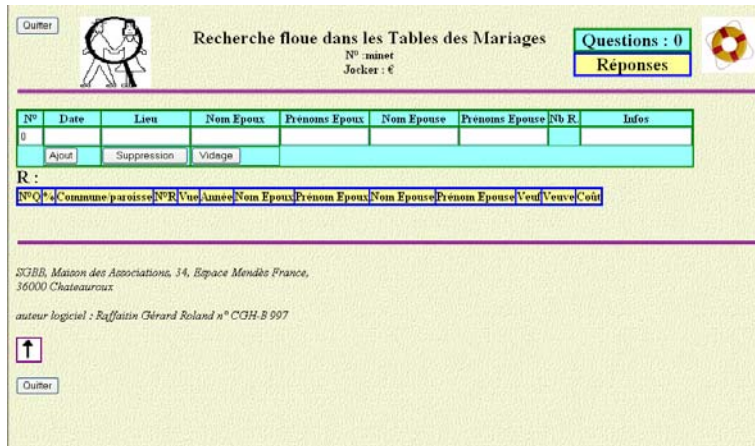 Quitter
Recherche floue dans les Tables des Mariages
N° :minet
Jocker : €
Questions : 0
Réponses
N° Date Lieu Nom Epoux Prénoms Epoux Nom Epouse Prénoms Epouse Nb R. Infos
0
Ajout Suppression Vidage
R :
N°Q % Commune/paroisse N°R Vue Année Nom Epoux Prénom Epoux Nom Epouse Prénom Epouse Veuf Veuve Coût
SGBB, Maison des Associations, 34, Espace Mendès France,
36000 Chateauroux
auteur logiciel : Raffaitin Gérard Roland n° CGH-B 997
Quitter